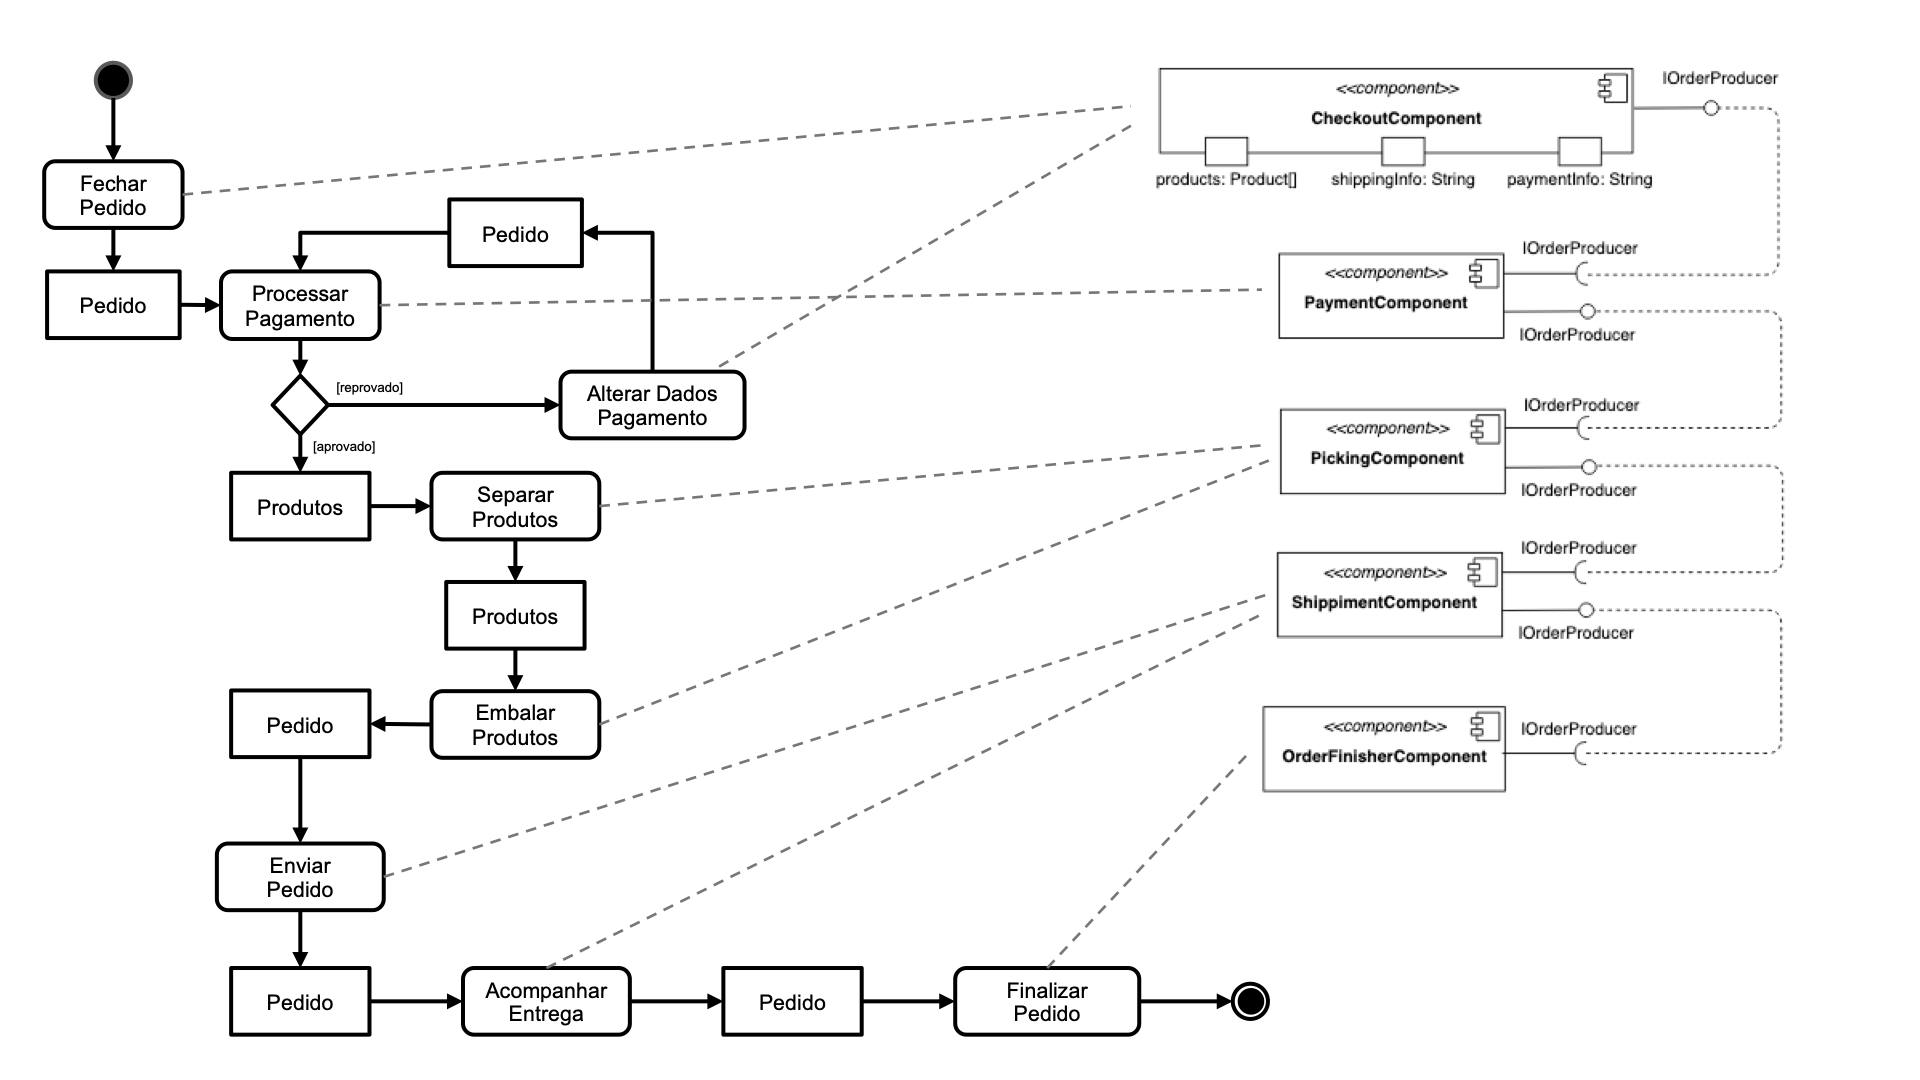 Fechar
Pedido
Pedido
Processar
Pagamento
Pedido
[reprovado]
Alterar Dados
Pagamento
[aprovado]
Produtos
Separar
Produtos
Produtos
Embalar
Produtos
Pedido
Enviar
Pedido
Pedido
Acompanhar
Entrega
Pedido
Finalizar
Pedido
<<component>>
CheckoutComponent
IOrderProducer
products: Product[]
shippingInfo: String
paymentInfo: String
<<component>>
PaymentComponent
IOrderProducer
IOrderProducer
<<component>>
PickingComponent
IOrderProducer
IOrderProducer
<<component>>
ShippimentComponent
IOrderProducer
IOrderProducer
<<component>>
OrderFinisherComponent
IOrderProducer